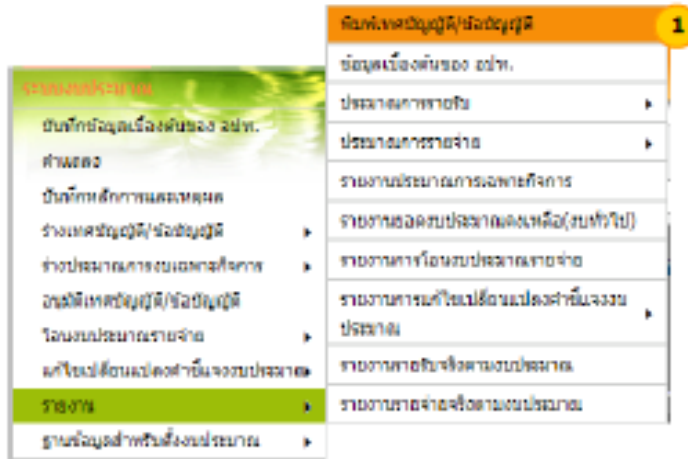 ระบบงบประมาณ
บันทึกข้อมูลเบื้องต้นของ อปท.
คำแถลง
บันทึกหลักการและเหตุผล
ร่างเทศบัญญัติ/ข้อบัญญัติ
ร่างประมาณการงบเฉพาะกิจการ
อนุมัติเทศบัญญัติ/ข้อบัญญัติ
โอนงบประมาณรายจ่าย
แก้ไขเปลี่ยนแปลงคำชี้แจงงบประมาณ
รายงาน
ฐานข้อมูลสำหรับตั้งงบประมาณ
พิมพ์เทศบัญญัติ/ข้อบัญญัติ
1
ข้อมูลเบื้องต้นของ อปท.
ประมาณการรายรับ
ประมาณการรายจ่าย
รายงานประมาณการเฉพาะกิจการ
รายงานยอดงบประมาณคงเหลือ(งบทั่วไป)
รายงานการโอนงบประมาณรายจ่าย
รายงานการแก้ไขเปลี่ยนแปลงคำชี้แจงงบ
ประมาณ
รายงานรายรับจริงตามงบประมาณ
รายงานรายจ่ายจริงตามงบประมาณ